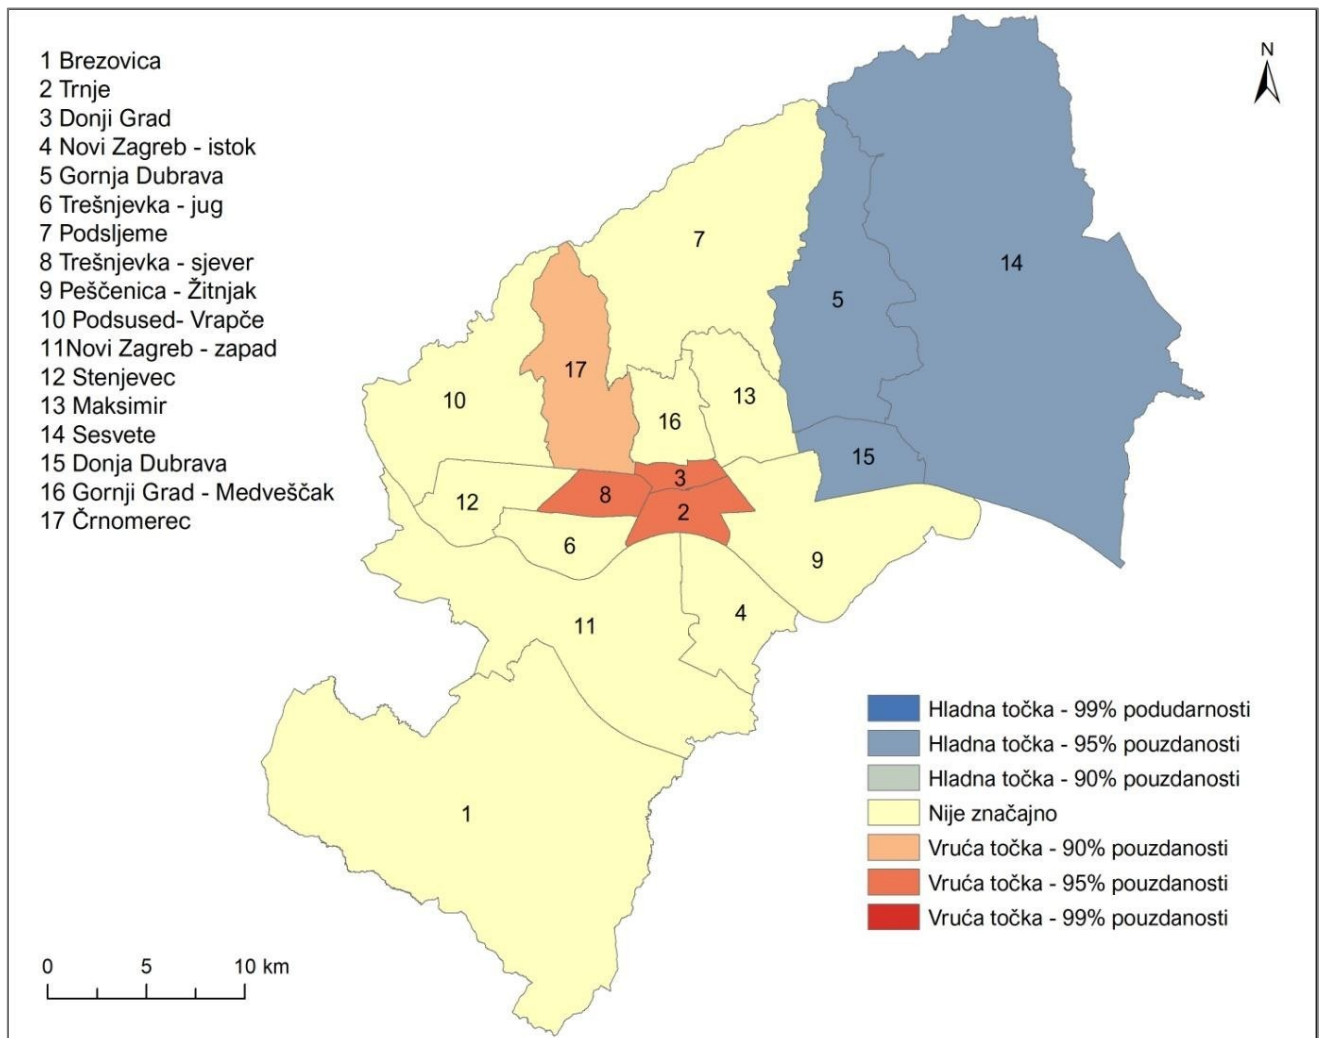 1 Brezovica
2 Trnje
3 Donji Grad
4 Novi Zagreb - istok
5 Gornja Dubrava
6 Trešnjevka - jug
7 Podsljeme
8 Trešnjevka - sjever
9 Peščenica - Žitnjak
10 Podsused- Vrapče
11Novi Zagreb - zapad
12 Stenjevec
13 Maksimir
14 Sesvete
15 Donja Dubrava
16 Gornji Grad - Medveščak
17 Črnomerec
N
7
14
5
17
13
10
16
15
3
8
12
2
6
9
4
11
1
Hladna točka - 99% podudarnosti
Hladna točka - 95% pouzdanosti
Hladna točka - 90% pouzdanosti
Nije značajno
Vruća točka - 90% pouzdanosti
Vruća točka - 95% pouzdanosti
Vruća točka - 99% pouzdanosti
0 5 10 km